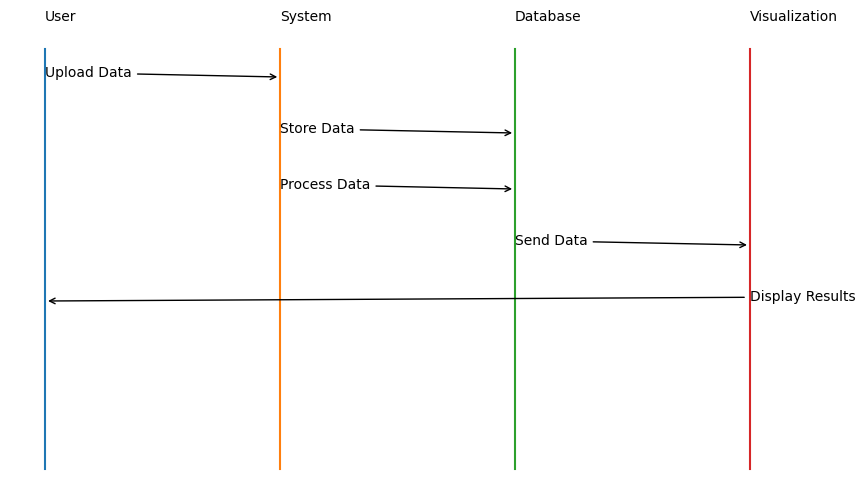 User
System
Database
Visualization
Upload Data
Store Data
Process Data
Send Data
Display Results